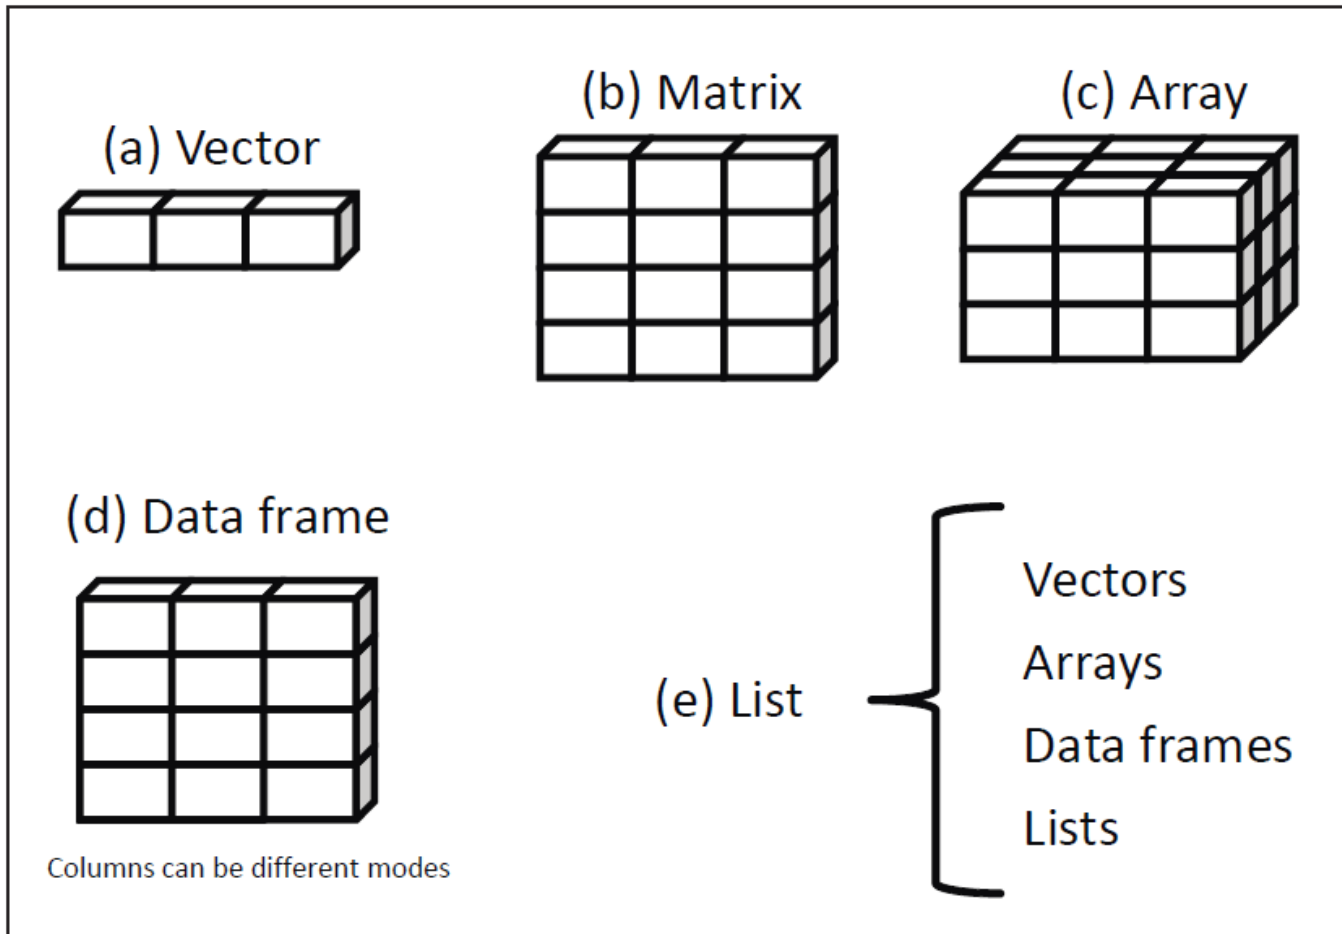 (a) Vector
(b) Matrix
(c) Array
(d) Data frame
Columns can be different modes
(e) List
Vectors
Arrays
Data frames
Lists